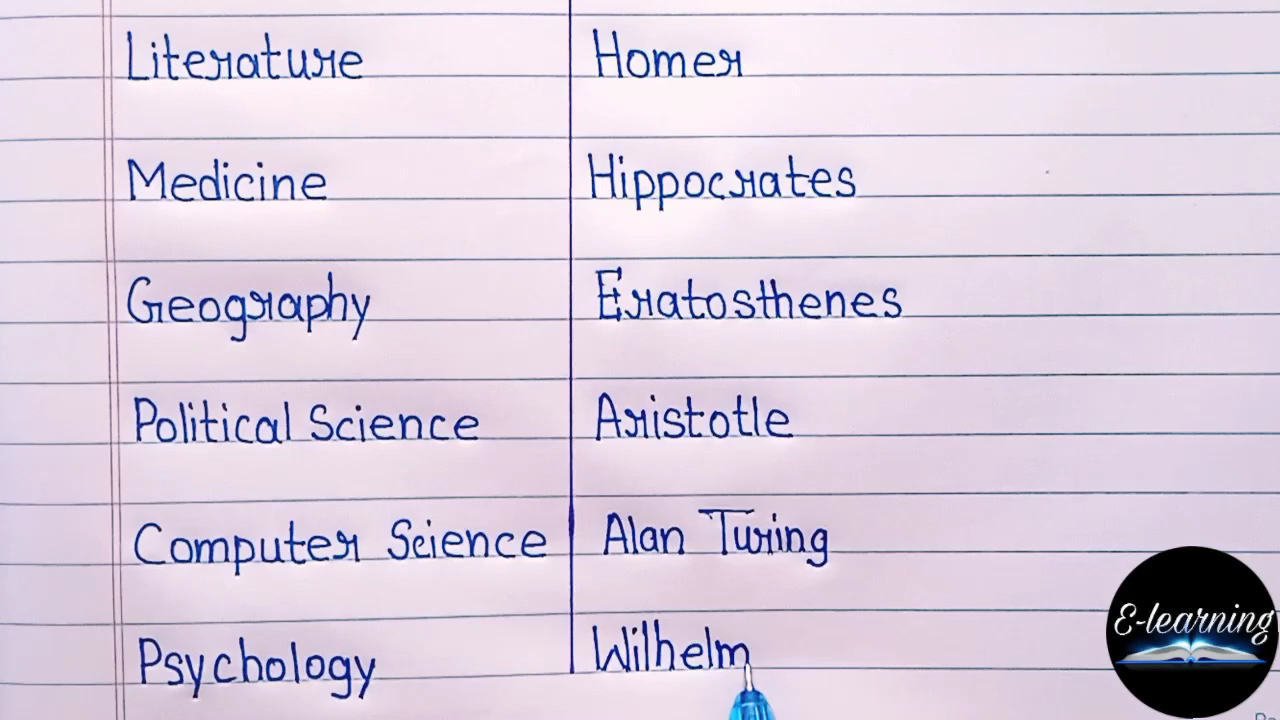 Literature Homer
Medicine Hippocrates
Geography Eratosthenes
Political Science Aristotle
Computer Science Alan Turing
Psychology Wilhelm
E-learning